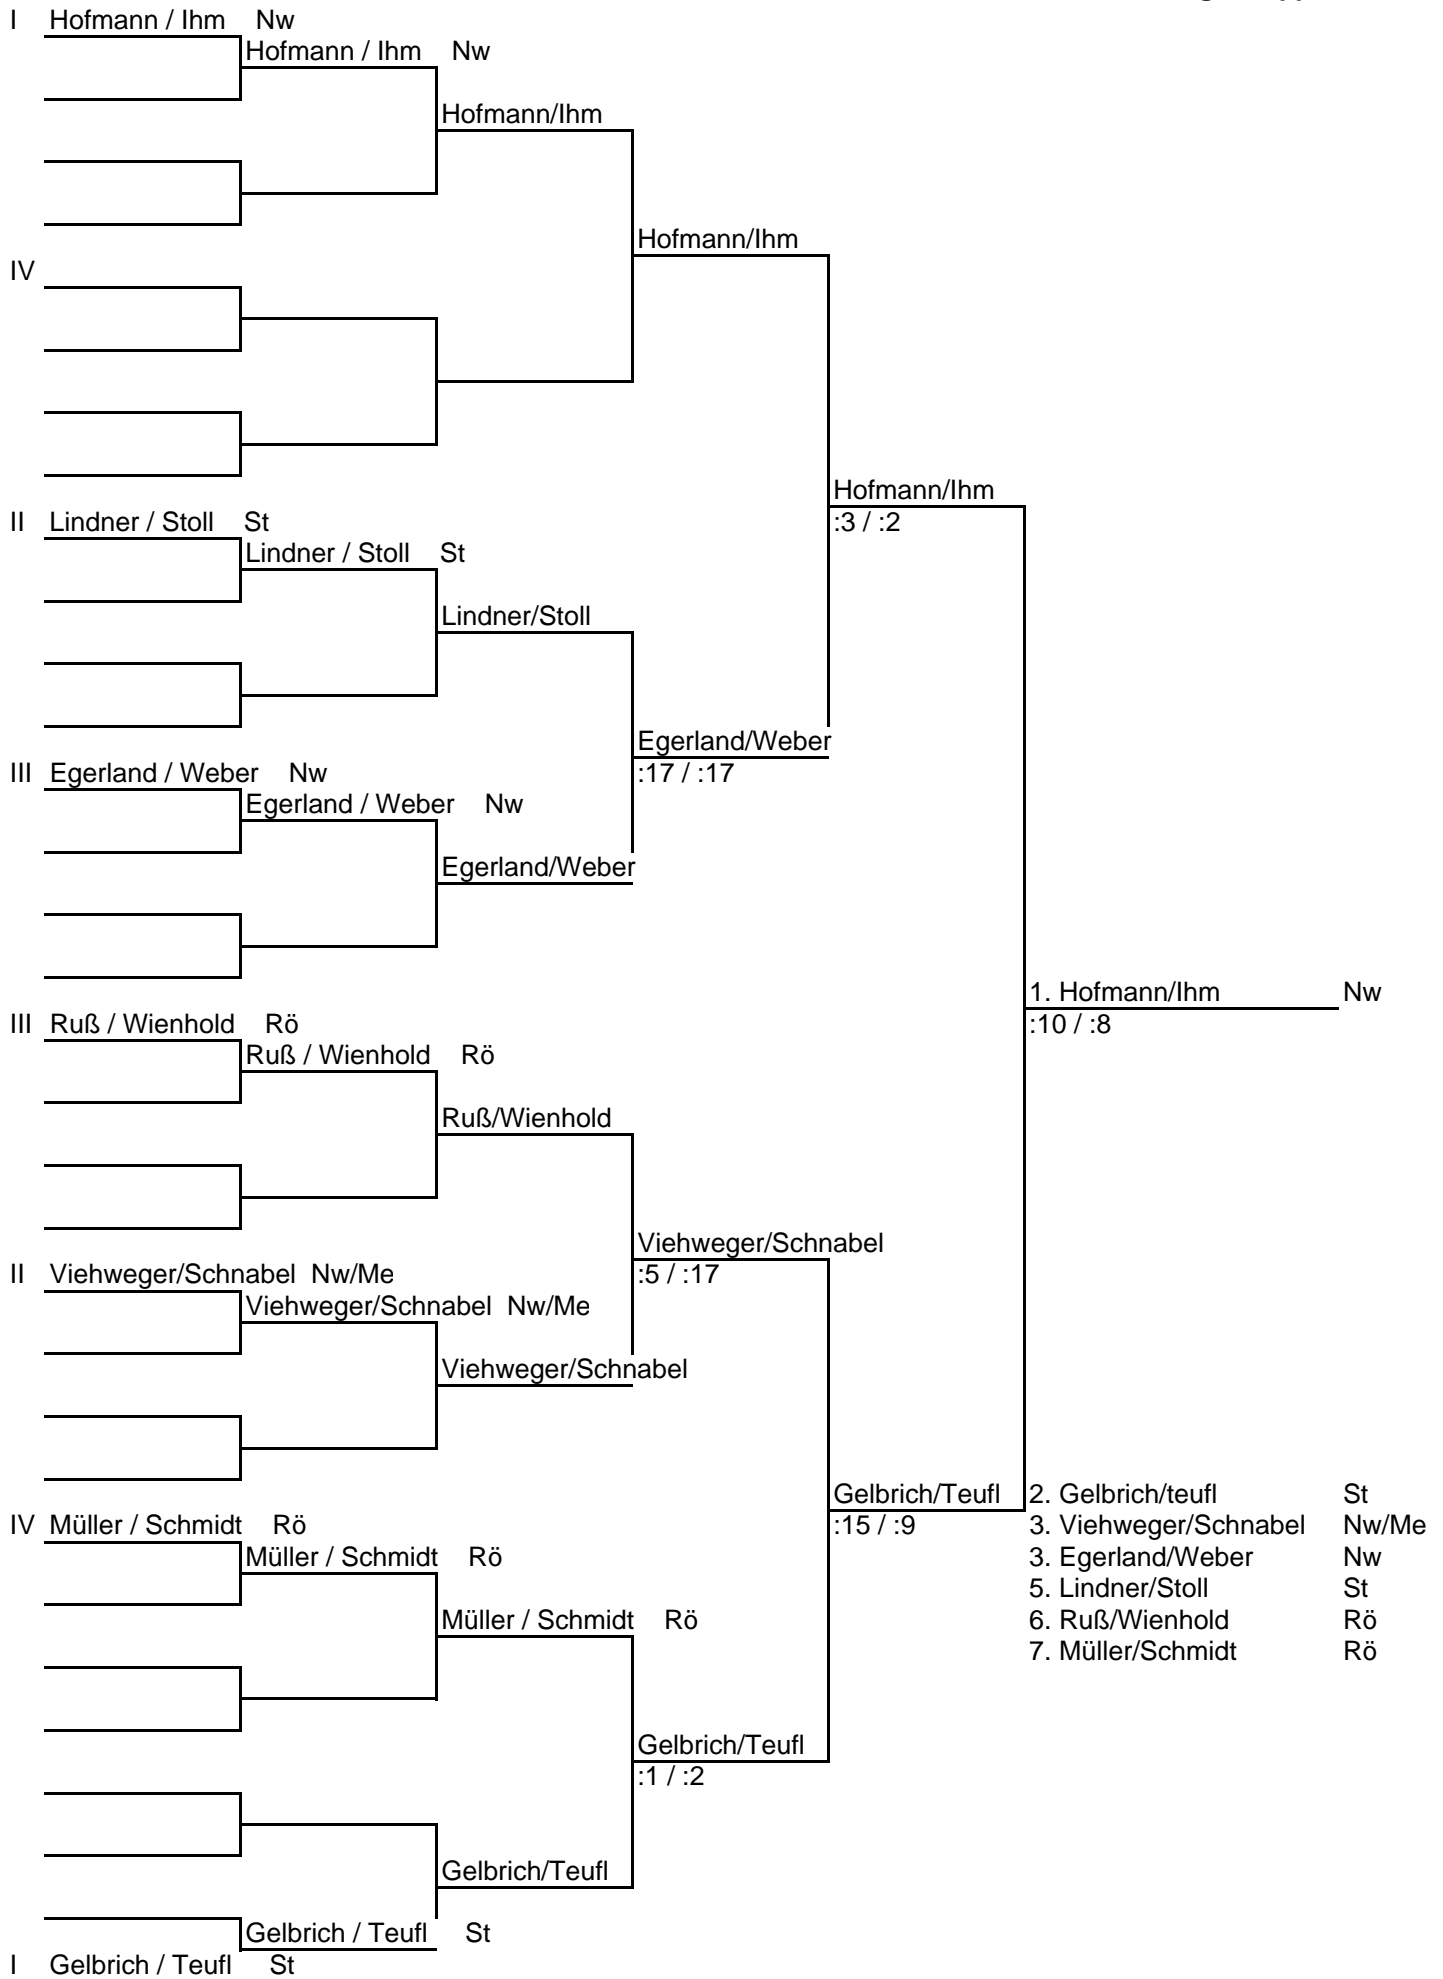 I Hofmann / Ihm Nw
Hofmann / Ihm Nw
Hofmann/Ihm
Hofmann/Ihm
IV
Hofmann/Ihm
II Lindner / Stoll St
:3 / :2
Lindner / Stoll St
Lindner/Stoll
Egerland/Weber
III Egerland / Weber Nw
:17 / :17
Egerland / Weber Nw
Egerland/Weber
1. Hofmann/Ihm Nw
III Ruß / Wienhold Rö
:10 / :8
Ruß / Wienhold Rö
Ruß/Wienhold
Viehweger/Schnabel
II Viehweger/Schnabel Nw/Me
:5 / :17
Viehweger/Schnabel Nw/Me
Viehweger/Schnabel
Gelbrich/Teufl
2. Gelbrich/teufl St
IV Müller / Schmidt Rö
:15 / :9
3. Viehweger/Schnabel Nw/Me
Müller / Schmidt Rö
3. Egerland/Weber Nw
5. Lindner/Stoll St
Müller / Schmidt Rö
6. Ruß/Wienhold Rö
7. Müller/Schmidt Rö
Gelbrich/Teufl
:1 / :2
Gelbrich/Teufl
Gelbrich / Teufl St
I Gelbrich / Teufl St